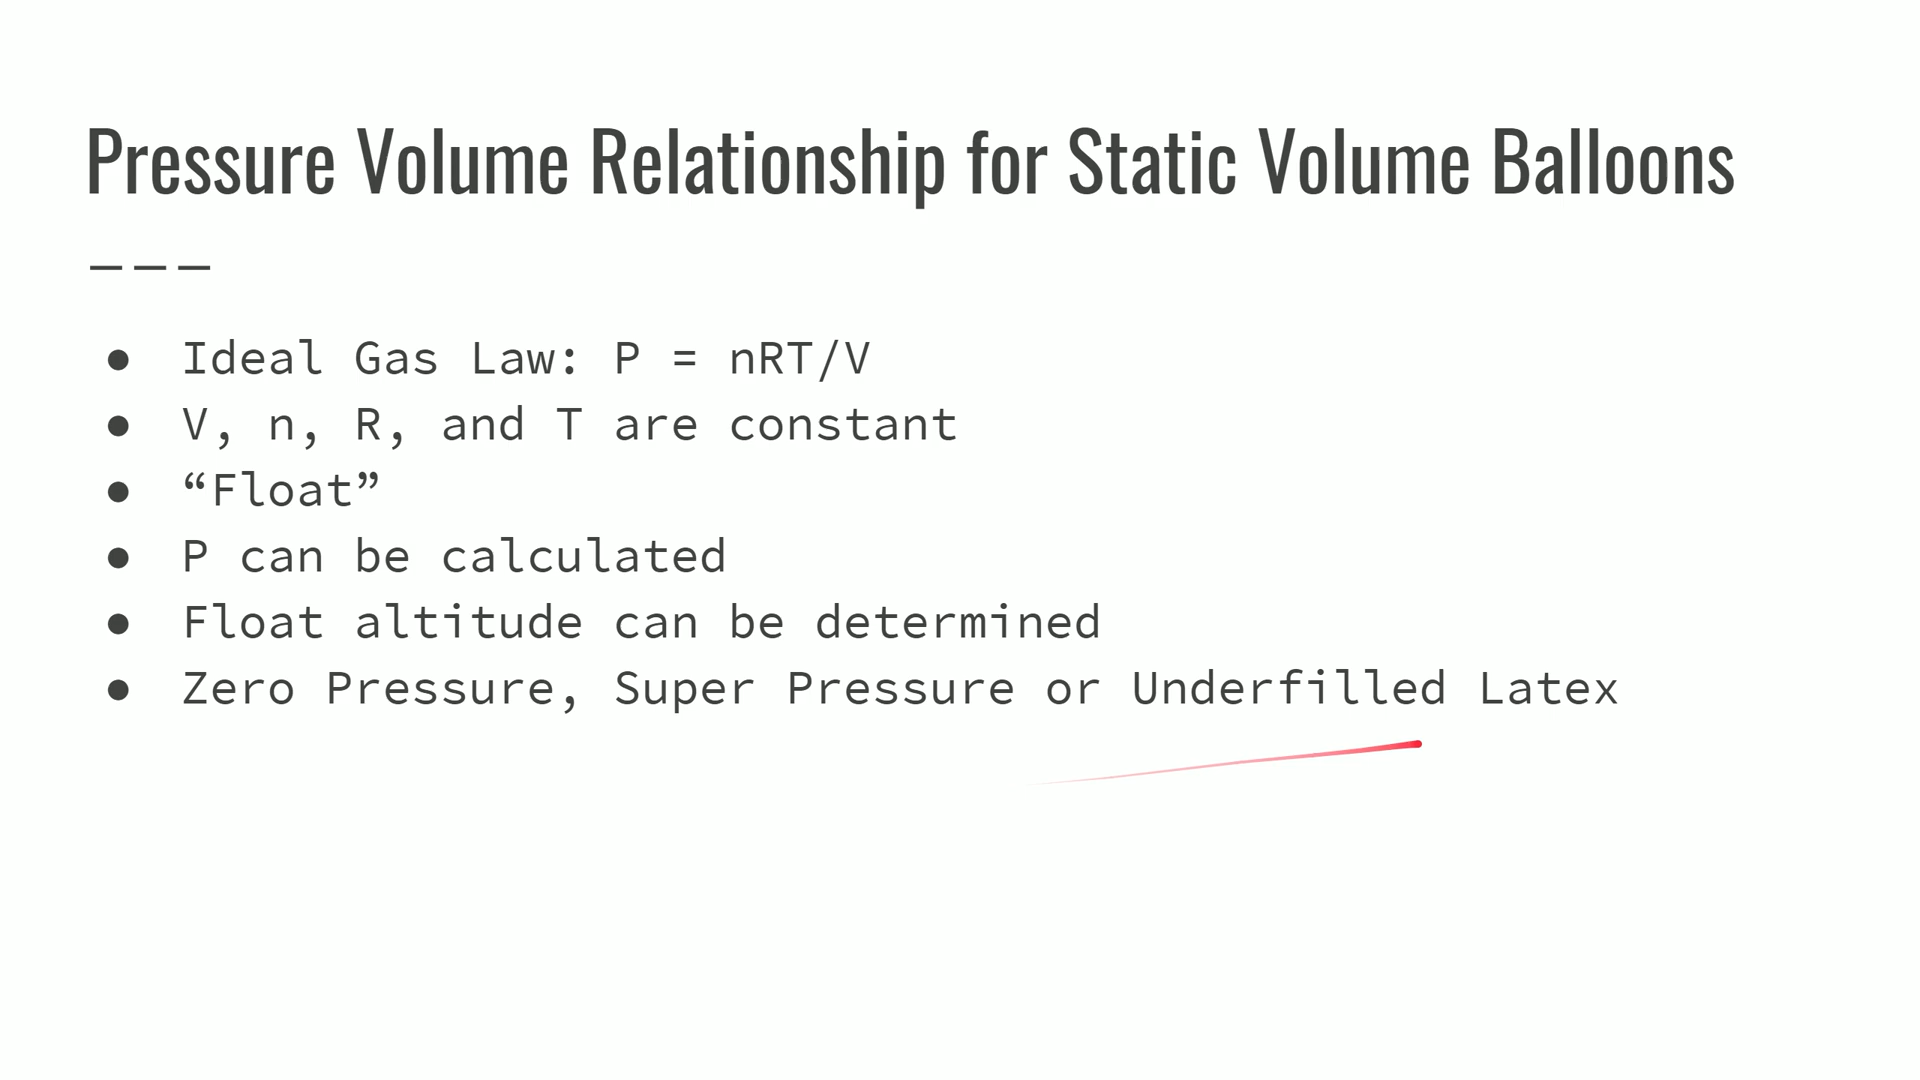 Pressure Volume Relationship for Static Volume Balloons
● Ideal Gas Law: P = nRT/V
● V, n, R, and T are constant
● “Float”
● P can be calculated
● Float altitude can be determined
● Zero Pressure, Super Pressure or Underfilled Latex